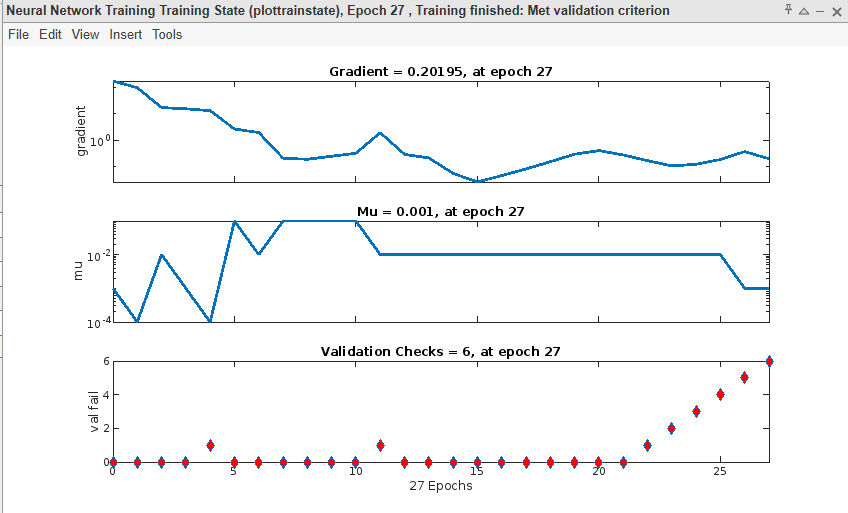 Neural Network Training Training State (plottrainstate), Epoch 27 , Training finished: Met validation criterion
File Edit View Insert Tools
Gradient = 0.20195, at epoch 27
gradient
10^0
Mu = 0.001, at epoch 27
mu
10^-2
10^-4
Validation Checks = 6, at epoch 27
val fail
6
4
2
0
0 5 10 15 20 25
27 Epochs